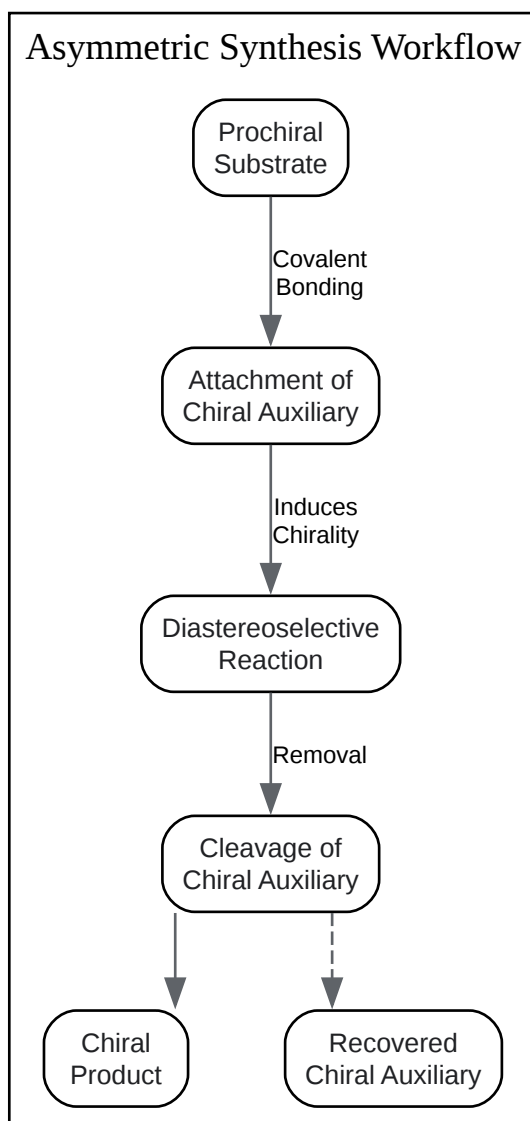 Asymmetric Synthesis Workflow
Prochiral
Substrate
Covalent
Bonding
Attachment of
Chiral Auxiliary
Induces
Chirality
Diastereoselective
Reaction
Removal
Cleavage of
Chiral Auxiliary
Chiral
Product
Recovered
Chiral Auxiliary